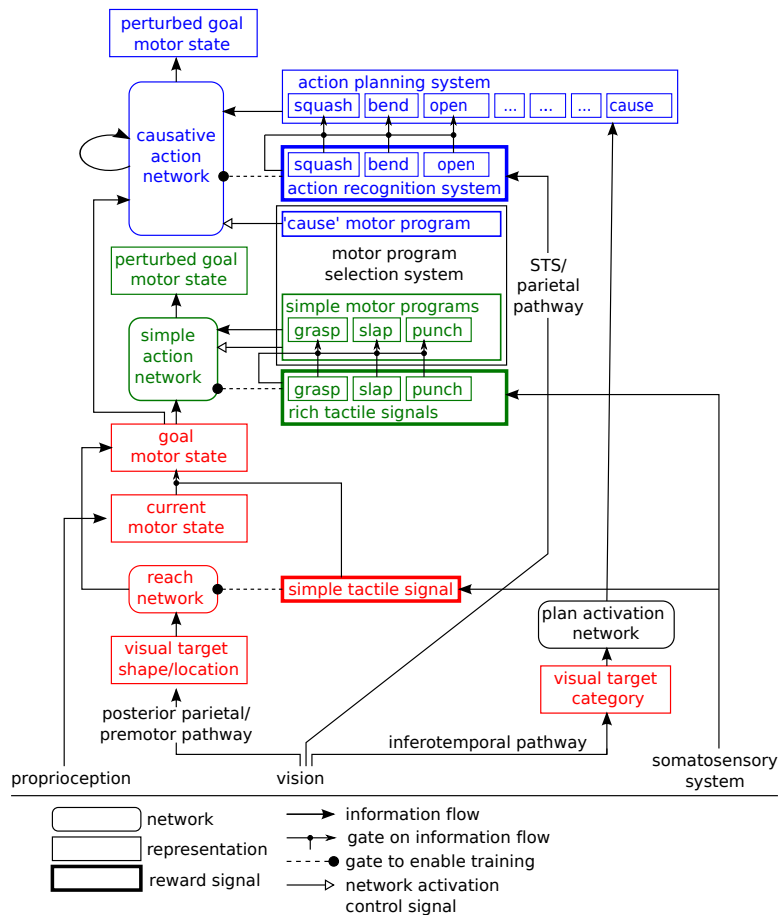 perturbed goal
motor state
action planning system
squash bend open ... ... ... cause
causative
action
network
squash bend open
action recognition system
'cause' motor program
motor program
selection system
STS/
parietal
pathway
perturbed goal
motor state
simple motor programs
grasp slap punch
simple
action
network
grasp slap punch
rich tactile signals
goal
motor state
current
motor state
reach
network
simple tactile signal
plan activation
network
visual target
shape/location
visual target
category
posterior parietal/
premotor pathway
inferotemporal pathway
proprioception
vision
somatosensory
system
network
representation
reward signal
information flow
gate on information flow
gate to enable training
network activation
control signal